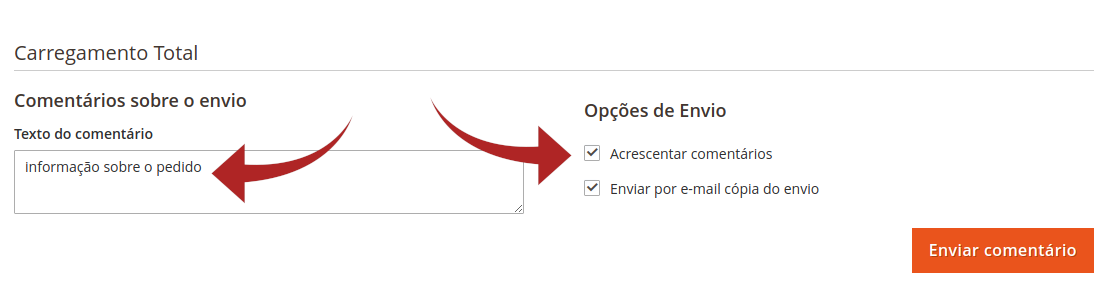 Carregamento Total
Comentários sobre o envio
Texto do comentário
informação sobre o pedido
Opções de Envio
Acrescentar comentários
Enviar por e-mail cópia do envio
Enviar comentário